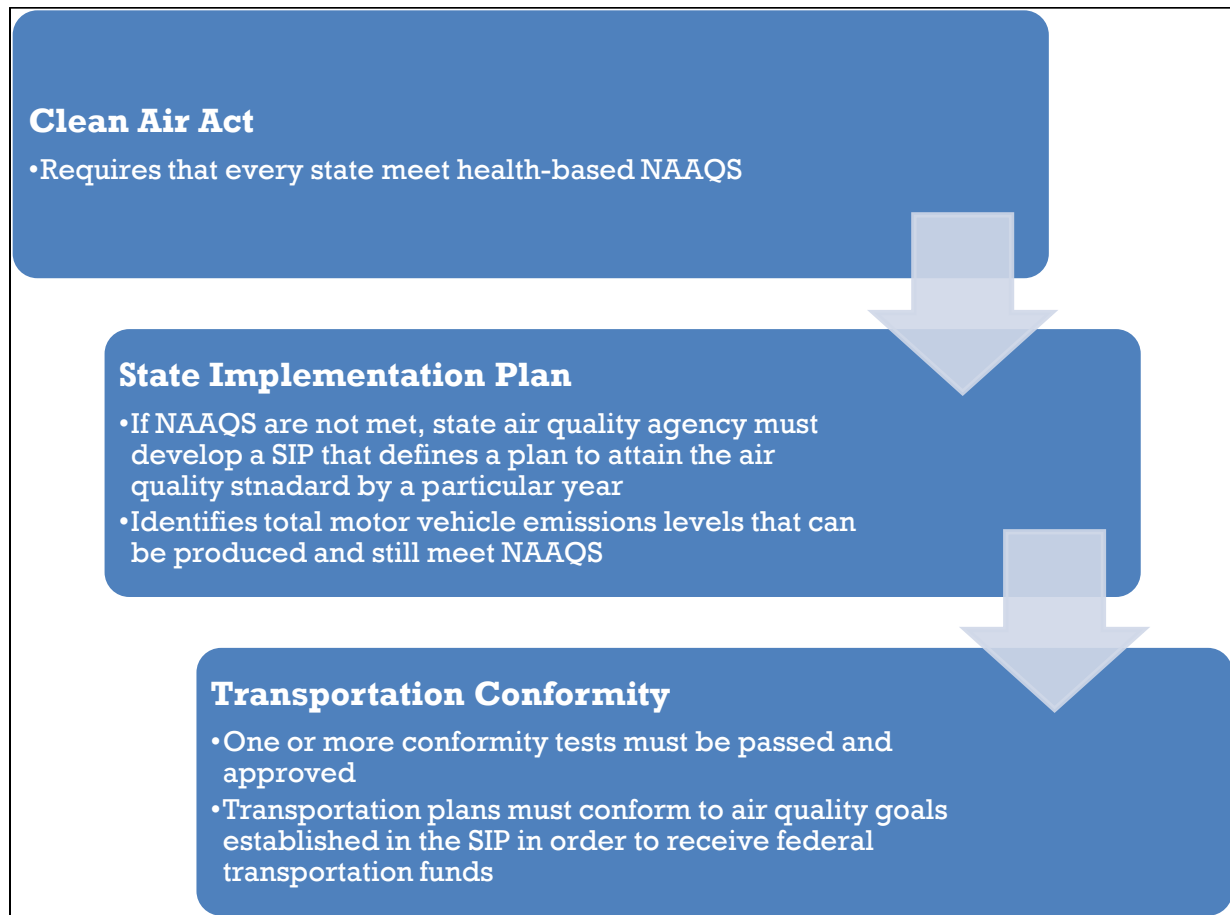 Clean Air Act
•Requires that every state meet health-based NAAQS
State Implementation Plan
•If NAAQS are not met, state air quality agency must
develop a SIP that defines a plan to attain the air
quality stnadard by a particular year
•Identifies total motor vehicle emissions levels that can
be produced and still meet NAAQS
Transportation Conformity
•One or more conformity tests must be passed and
approved
•Transportation plans must conform to air quality goals
established in the SIP in order to receive federal
transportation funds